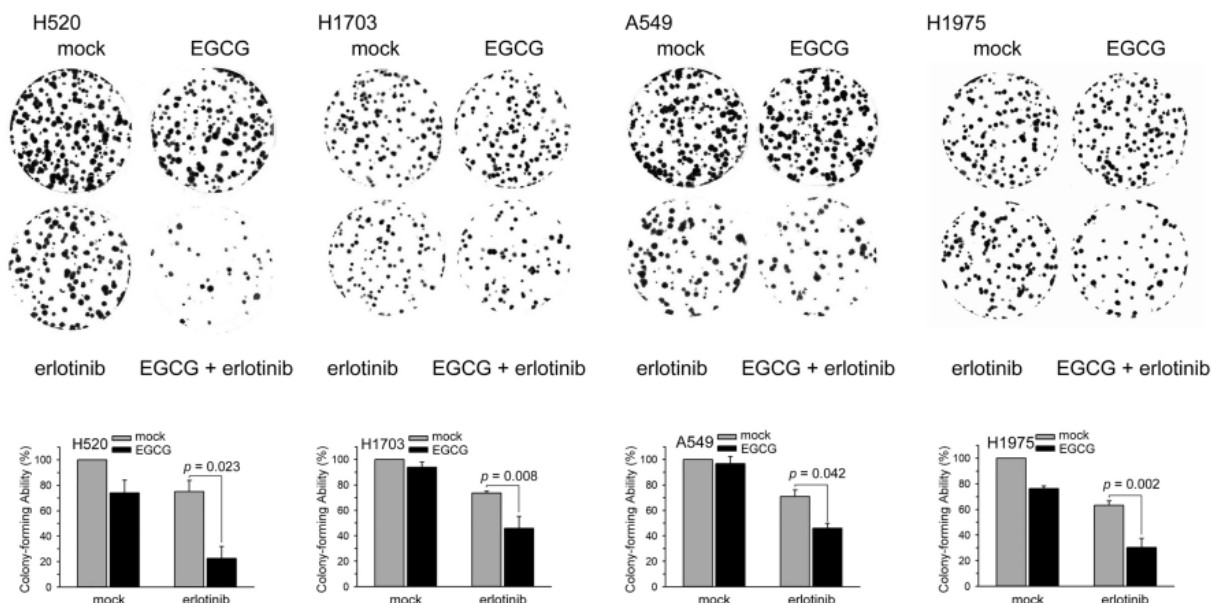 H520
mock EGCG
H1703
mock EGCG
A549
mock EGCG
H1975
mock EGCG
erlotinib EGCG + erlotinib
erlotinib EGCG + erlotinib
erlotinib EGCG + erlotinib
erlotinib EGCG + erlotinib
H520
mock
EGCG
p = 0.023
Colony-forming Ability (%)
100
80
60
40
20
0
mock erlotinib
H1703
mock
EGCG
p = 0.008
Colony-forming Ability (%)
100
80
60
40
20
0
mock erlotinib
A549
mock
EGCG
p = 0.042
Colony-forming Ability (%)
100
80
60
40
20
0
mock erlotinib
H1975
mock
EGCG
p = 0.002
Colony-forming Ability (%)
100
80
60
40
20
0
mock erlotinib